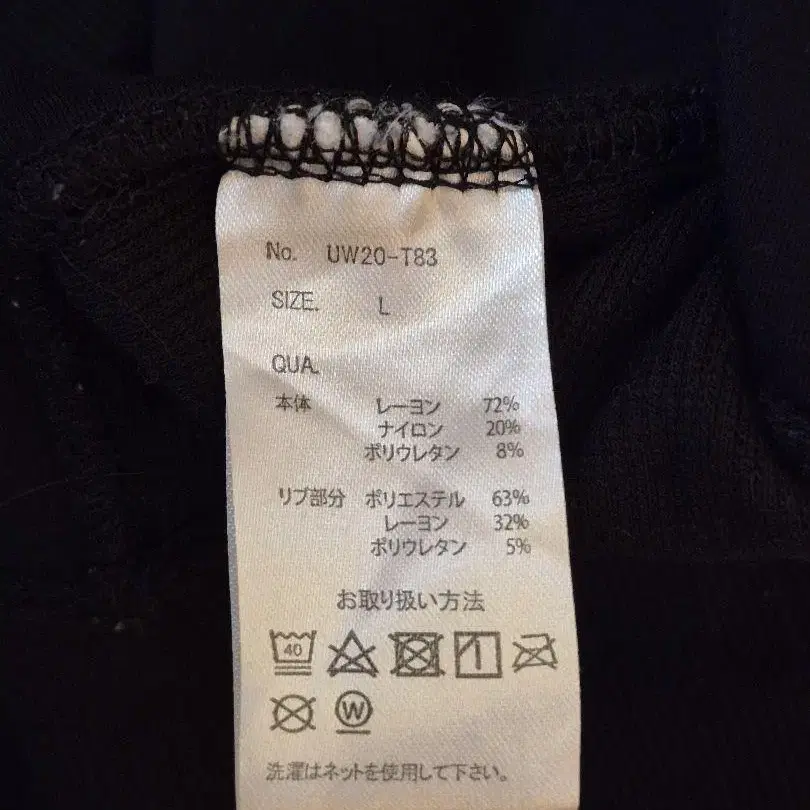 No. UW20-T83
SIZE. L
QUA.
本体 レーヨン 72%
ナイロン 20%
ポリウレタン 8%
リブ部分 ポリエステル 63%
レーヨン 32%
ポリウレタン 5%
お取り扱い方法
40
W
洗濯はネットを使用して下さい。